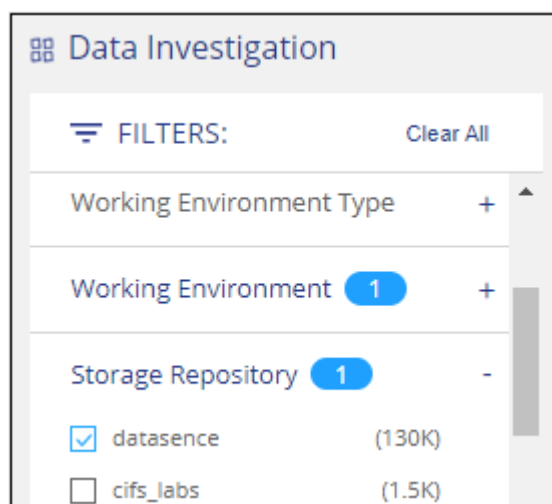 Data Investigation
FILTERS: Clear All
Working Environment Type +
Working Environment 1 +
Storage Repository 1 -
datasence (130K)
cifs_labs (1.5K)